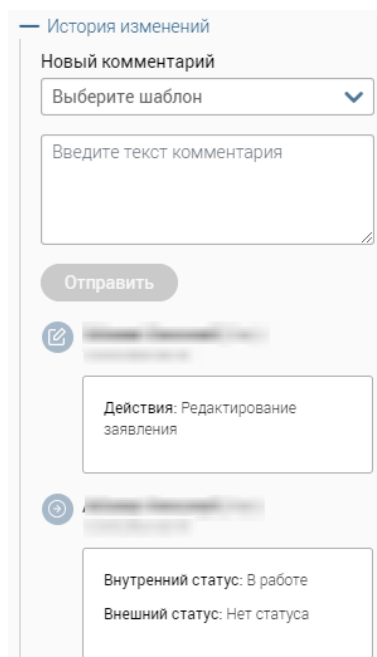 История изменений
Новый комментарий
Выберите шаблон
Введите текст комментария
Отправить
Действия: Редактирование
заявления
Внутренний статус: В работе
Внешний статус: Нет статуса